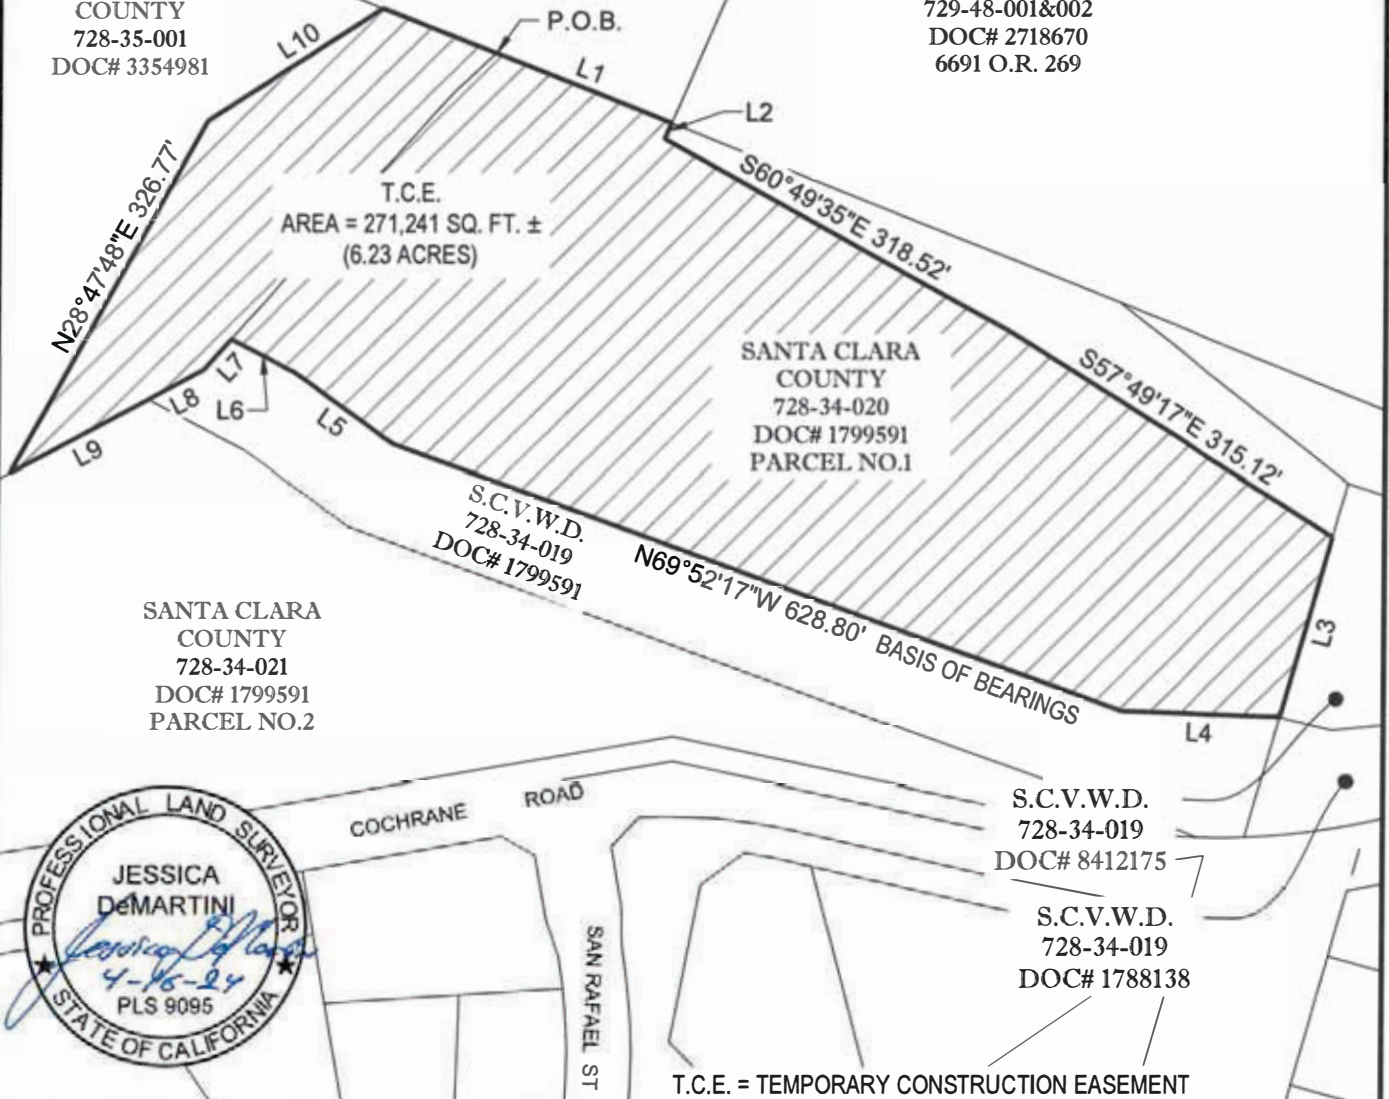 COUNTY
728-35-001
DOC# 3354981
729-48-001&002
DOC# 2718670
6691 O.R. 269
P.O.B.
L10
L1
L2
N28°47'48"E 326.77'
T.C.E.
AREA = 271,241 SQ. FT. ±
(6.23 ACRES)
S60°49'35"E 318.52'
S57°49'17"E 315.12'
SANTA CLARA
COUNTY
728-34-020
DOC# 1799591
PARCEL NO.1
L7
L8
L6
L5
L9
S.C.V.W.D.
728-34-019
DOC# 1799591
N69°52'17"W 628.80' BASIS OF BEARINGS
L3
L4
SANTA CLARA
COUNTY
728-34-021
DOC# 1799591
PARCEL NO.2
COCHRANE ROAD
S.C.V.W.D.
728-34-019
DOC# 8412175
S.C.V.W.D.
728-34-019
DOC# 1788138
SAN RAFAEL ST
PROFESSIONAL LAND SURVEYOR
JESSICA
DeMARTINI
Jessica DeMartini
4-16-24
PLS 9095
STATE OF CALIFORNIA
T.C.E. = TEMPORARY CONSTRUCTION EASEMENT